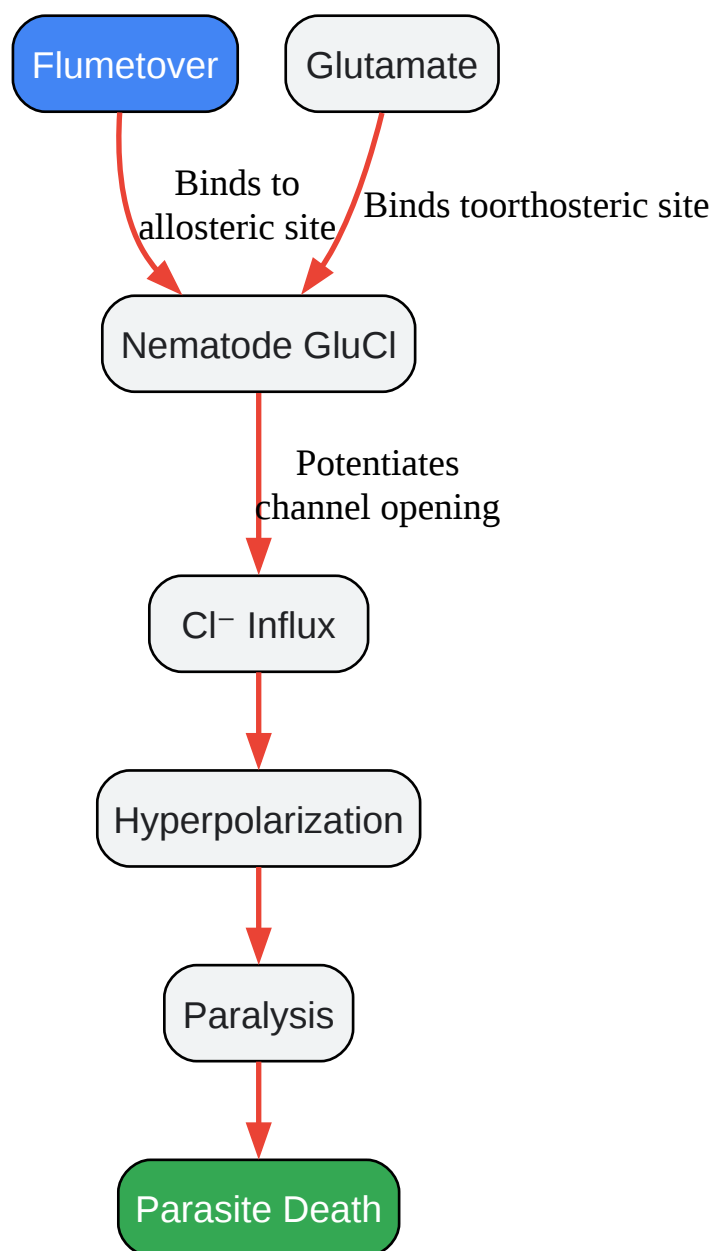 Flumetover
Glutamate
Binds to
allosteric site
Binds toorthosteric site
Nematode GluCl
Potentiates
channel opening
Cl⁻ Influx
Hyperpolarization
Paralysis
Parasite Death